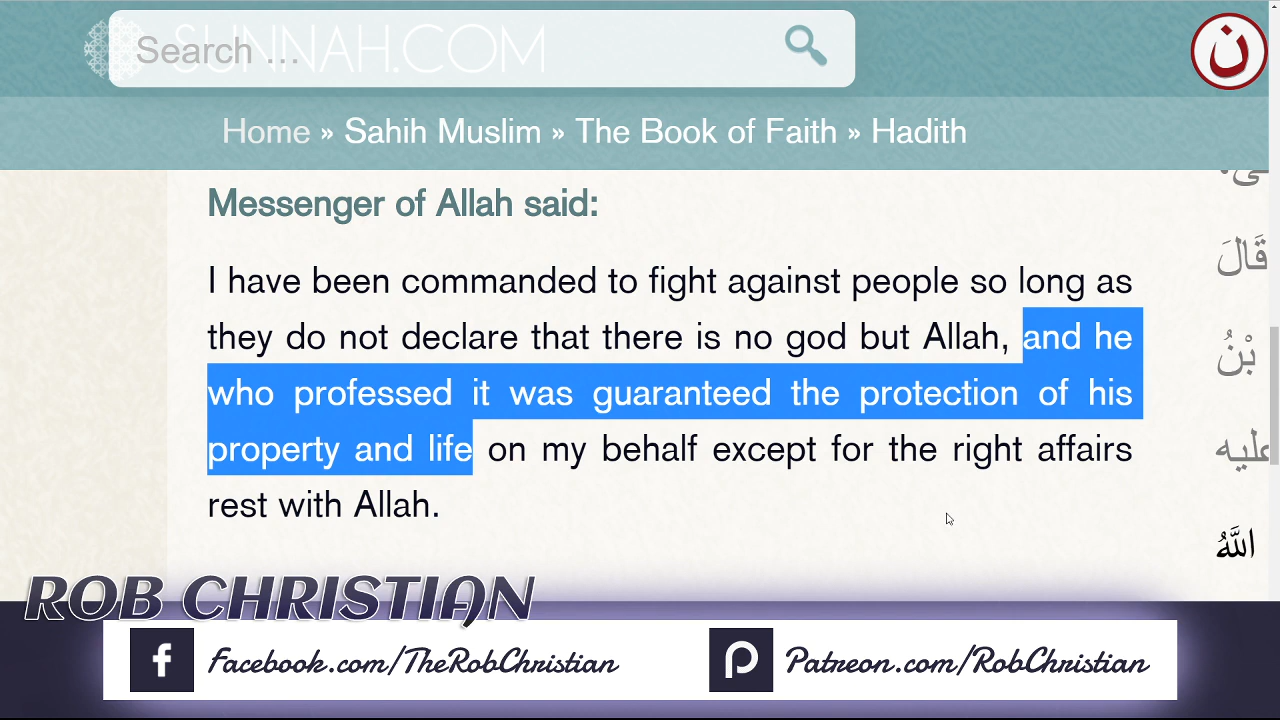 SUNNAH.COM
Search ...
ن
Home » Sahih Muslim » The Book of Faith » Hadith
Messenger of Allah said:
I have been commanded to fight against people so long as
they do not declare that there is no god but Allah, and he
who professed it was guaranteed the protection of his
property and life on my behalf except for the right affairs
rest with Allah.
قَالَ
بْنُ
عليه
اللَّهُ
ROB CHRISTIAN
Facebook.com/TheRobChristian
Patreon.com/RobChristian